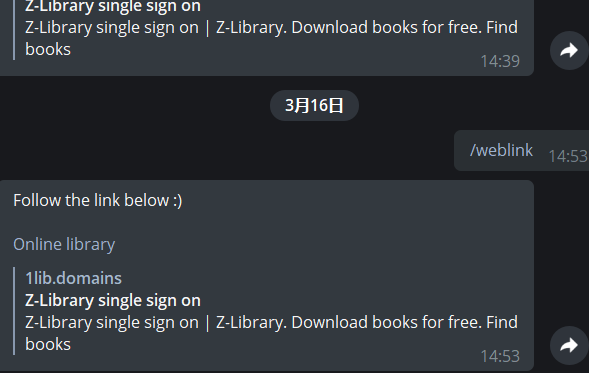 Z-Library single sign on
Z-Library single sign on | Z-Library. Download books for free. Find
books
14:39
3月16日
/weblink
14:53
Follow the link below :)
Online library
1lib.domains
Z-Library single sign on
Z-Library single sign on | Z-Library. Download books for free. Find
books
14:53